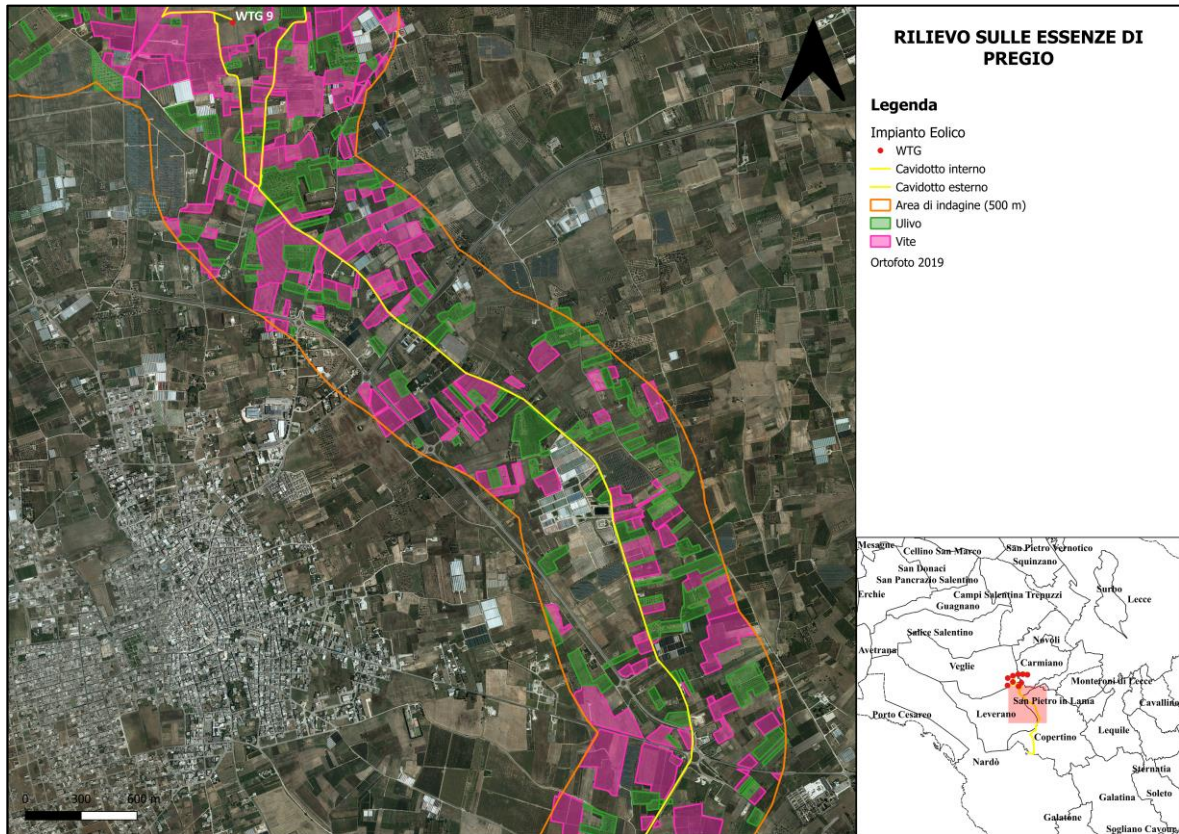 WTG 9
0 300 600 m
RILIEVO SULLE ESSENZE DI
PREGIO
Legenda
Impianto Eolico
WTG
Cavidotto interno
Cavidotto esterno
Area di indagine (500 m)
Ulivo
Vite
Ortofoto 2019
Mesagne
Cellino San Marco
San Pietro Vernotico
Squinzano
San Donaci
San Pancrazio Salentino
Surbo
Erchie
Campi Salentina Trepuzzi
Lecce
Guagnano
Salice Salentino
Novoli
Avetrana
Veglie
Carmiano
Monteroni di Lecce
San Pietro in Lama
Cavallino
Porto Cesareo
Leverano
Lequile
Copertino
Nardò
Sternatia
Galatina
Soleto
Galatone
Sogliano Cavour